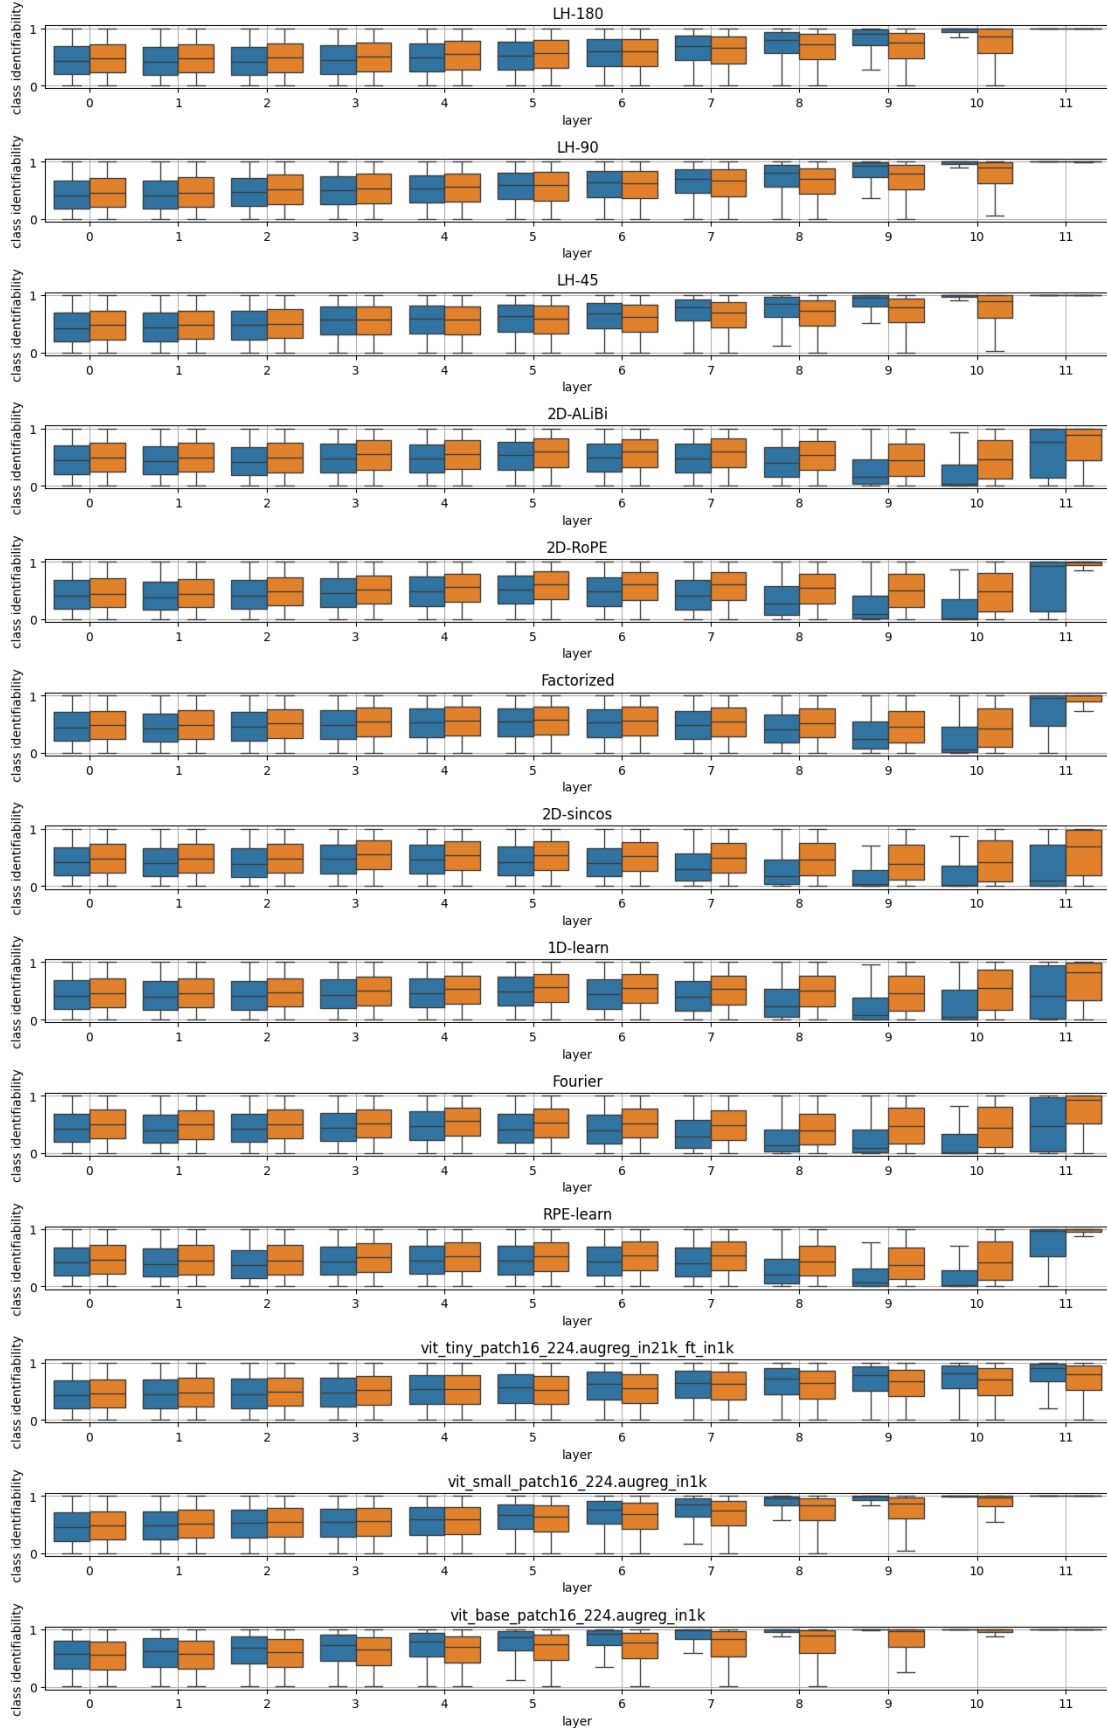 LH-180
class identifiability
1
0
0 1 2 3 4 5 6 7 8 9 10 11
layer
LH-90
class identifiability
1
0
0 1 2 3 4 5 6 7 8 9 10 11
layer
LH-45
class identifiability
1
0
0 1 2 3 4 5 6 7 8 9 10 11
layer
2D-ALiBi
class identifiability
1
0
0 1 2 3 4 5 6 7 8 9 10 11
layer
2D-RoPE
class identifiability
1
0
0 1 2 3 4 5 6 7 8 9 10 11
layer
Factorized
class identifiability
1
0
0 1 2 3 4 5 6 7 8 9 10 11
layer
2D-sincos
class identifiability
1
0
0 1 2 3 4 5 6 7 8 9 10 11
layer
1D-learn
class identifiability
1
0
0 1 2 3 4 5 6 7 8 9 10 11
layer
Fourier
class identifiability
1
0
0 1 2 3 4 5 6 7 8 9 10 11
layer
RPE-learn
class identifiability
1
0
0 1 2 3 4 5 6 7 8 9 10 11
layer
vit_tiny_patch16_224.augreg_in21k_ft_in1k
class identifiability
1
0
0 1 2 3 4 5 6 7 8 9 10 11
layer
vit_small_patch16_224.augreg_in1k
class identifiability
1
0
0 1 2 3 4 5 6 7 8 9 10 11
layer
vit_base_patch16_224.augreg_in1k
class identifiability
1
0
0 1 2 3 4 5 6 7 8 9 10 11
layer